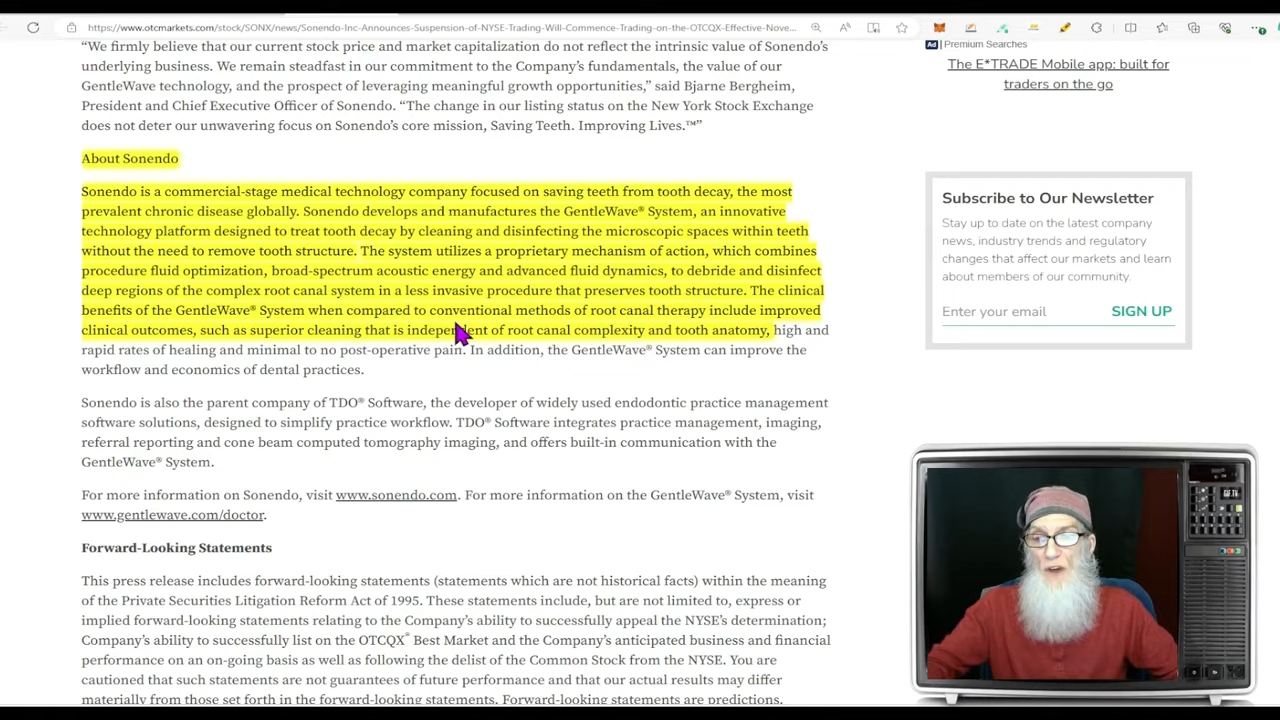 https://www.otcmarkets.com/stock/SONX/news/Sonendo-Inc-Announces-Suspension-of-NYSE-Trading-Will-Commence-Trading-on-the-OTCQX-Effective-Nove...
“We firmly believe that our current stock price and market capitalization do not reflect the intrinsic value of Sonendo’s
underlying business. We remain steadfast in our commitment to the Company’s fundamentals, the value of our
GentleWave technology, and the prospect of leveraging meaningful growth opportunities,” said Bjarne Bergheim,
President and Chief Executive Officer of Sonendo. “The change in our listing status on the New York Stock Exchange
does not deter our unwavering focus on Sonendo’s core mission, Saving Teeth. Improving Lives.™”
About Sonendo
Sonendo is a commercial-stage medical technology company focused on saving teeth from tooth decay, the most
prevalent chronic disease globally. Sonendo develops and manufactures the GentleWave® System, an innovative
technology platform designed to treat tooth decay by cleaning and disinfecting the microscopic spaces within teeth
without the need to remove tooth structure. The system utilizes a proprietary mechanism of action, which combines
procedure fluid optimization, broad-spectrum acoustic energy and advanced fluid dynamics, to debride and disinfect
deep regions of the complex root canal system in a less invasive procedure that preserves tooth structure. The clinical
benefits of the GentleWave® System when compared to conventional methods of root canal therapy include improved
clinical outcomes, such as superior cleaning that is independent of root canal complexity and tooth anatomy, high and
rapid rates of healing and minimal to no post-operative pain. In addition, the GentleWave® System can improve the
workflow and economics of dental practices.
Sonendo is also the parent company of TDO® Software, the developer of widely used endodontic practice management
software solutions, designed to simplify practice workflow. TDO® Software integrates practice management, imaging,
referral reporting and cone beam computed tomography imaging, and offers built-in communication with the
GentleWave® System.
For more information on Sonendo, visit www.sonendo.com. For more information on the GentleWave® System, visit
www.gentlewave.com/doctor.
Forward-Looking Statements
This press release includes forward-looking statements (statements which are not historical facts) within the meaning
of the Private Securities Litigation Reform Act of 1995. These statements include, but are not limited to, express or
implied forward-looking statements relating to the Company’s ability to successfully appeal the NYSE’s determination;
Company’s ability to successfully list on the OTCQX® Best Market and the Company’s anticipated business and financial
performance on an on-going basis as well as following the delisting Common Stock from the NYSE. You are
cautioned that such statements are not guarantees of future performance and that our actual results may differ
materially from those set forth in the forward-looking statements. Forward-looking statements are predictions,
Ad Premium Searches
The E*TRADE Mobile app: built for
traders on the go
Subscribe to Our Newsletter
Stay up to date on the latest company
news, industry trends and regulatory
changes that affect our markets and learn
about members of our community.
Enter your email SIGN UP
GIF TV